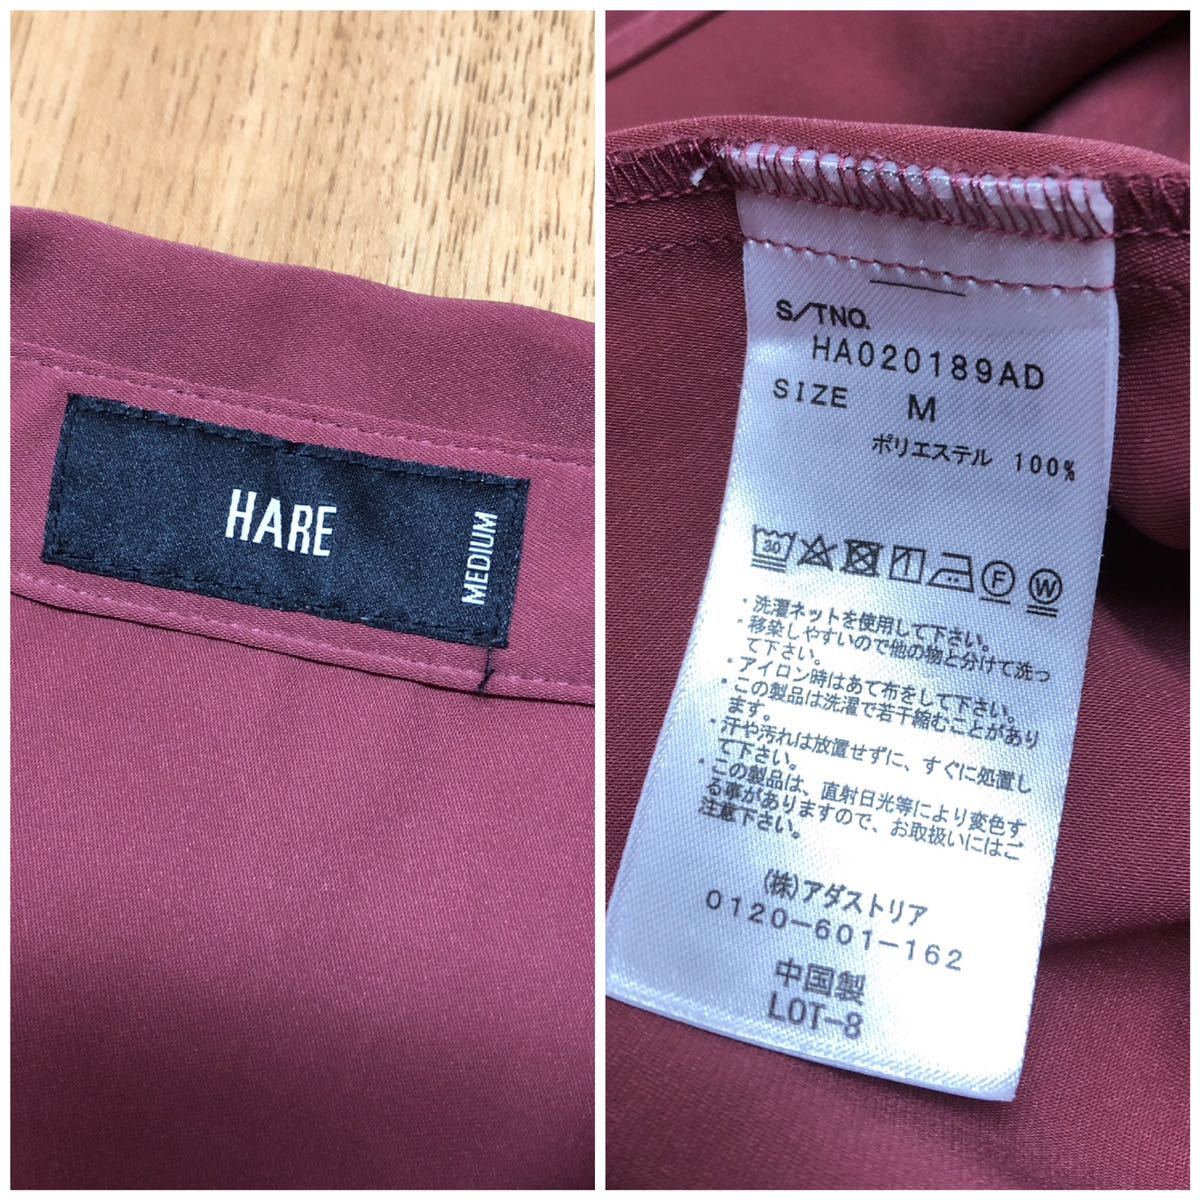 HARE
MEDIUM
S/TNO.
HA020189AD
SIZE M
ポリエステル 100%
30
F
W
・洗濯ネットを使用して下さい。
・移染しやすいので他の物と分けて洗っ
て下さい。
・アイロン時はあて布をして下さい。
・この製品は洗濯で若干縮むことがあり
ます。
・汗や汚れは放置せずに、すぐに処置し
て下さい。
・この製品は、直射日光等により変色す
る事がありますので、お取扱いにはご
注意下さい。
(株)アダストリア
0120-601-162
中国製
LOT-8